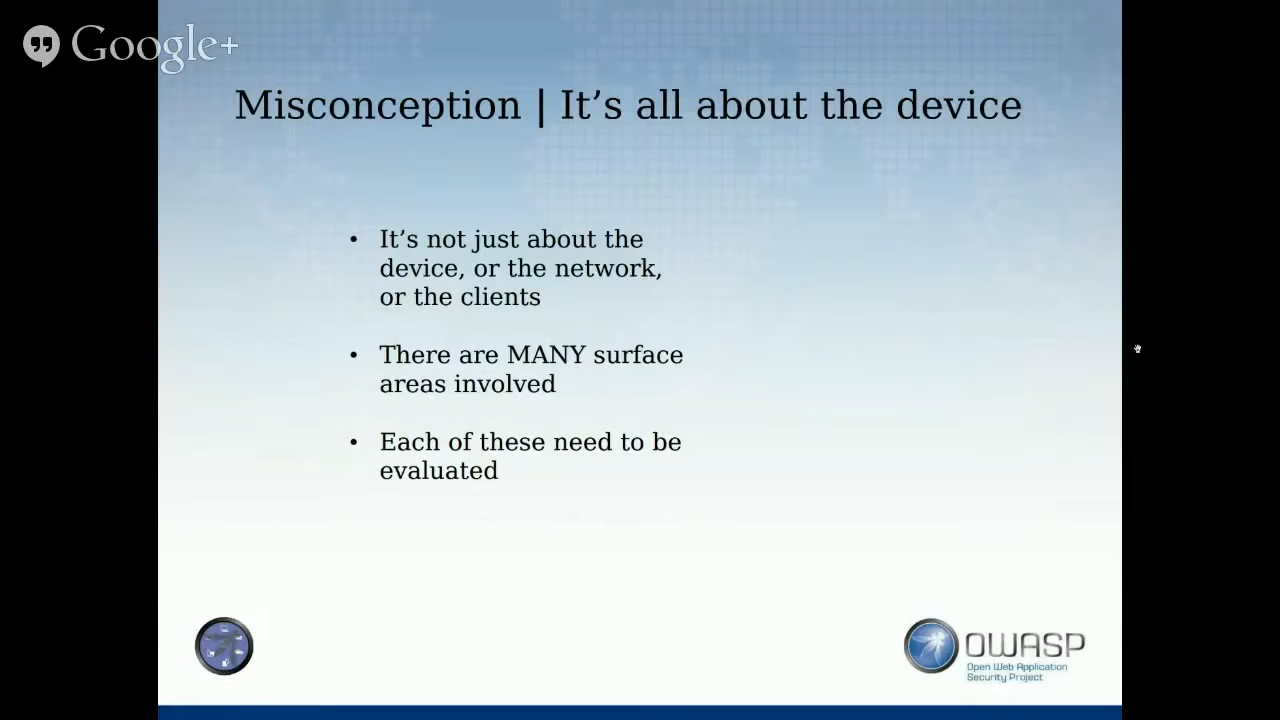 Google+
Misconception | It’s all about the device
• It’s not just about the
device, or the network,
or the clients
• There are MANY surface
areas involved
• Each of these need to be
evaluated
OWASP
Open Web Application
Security Project